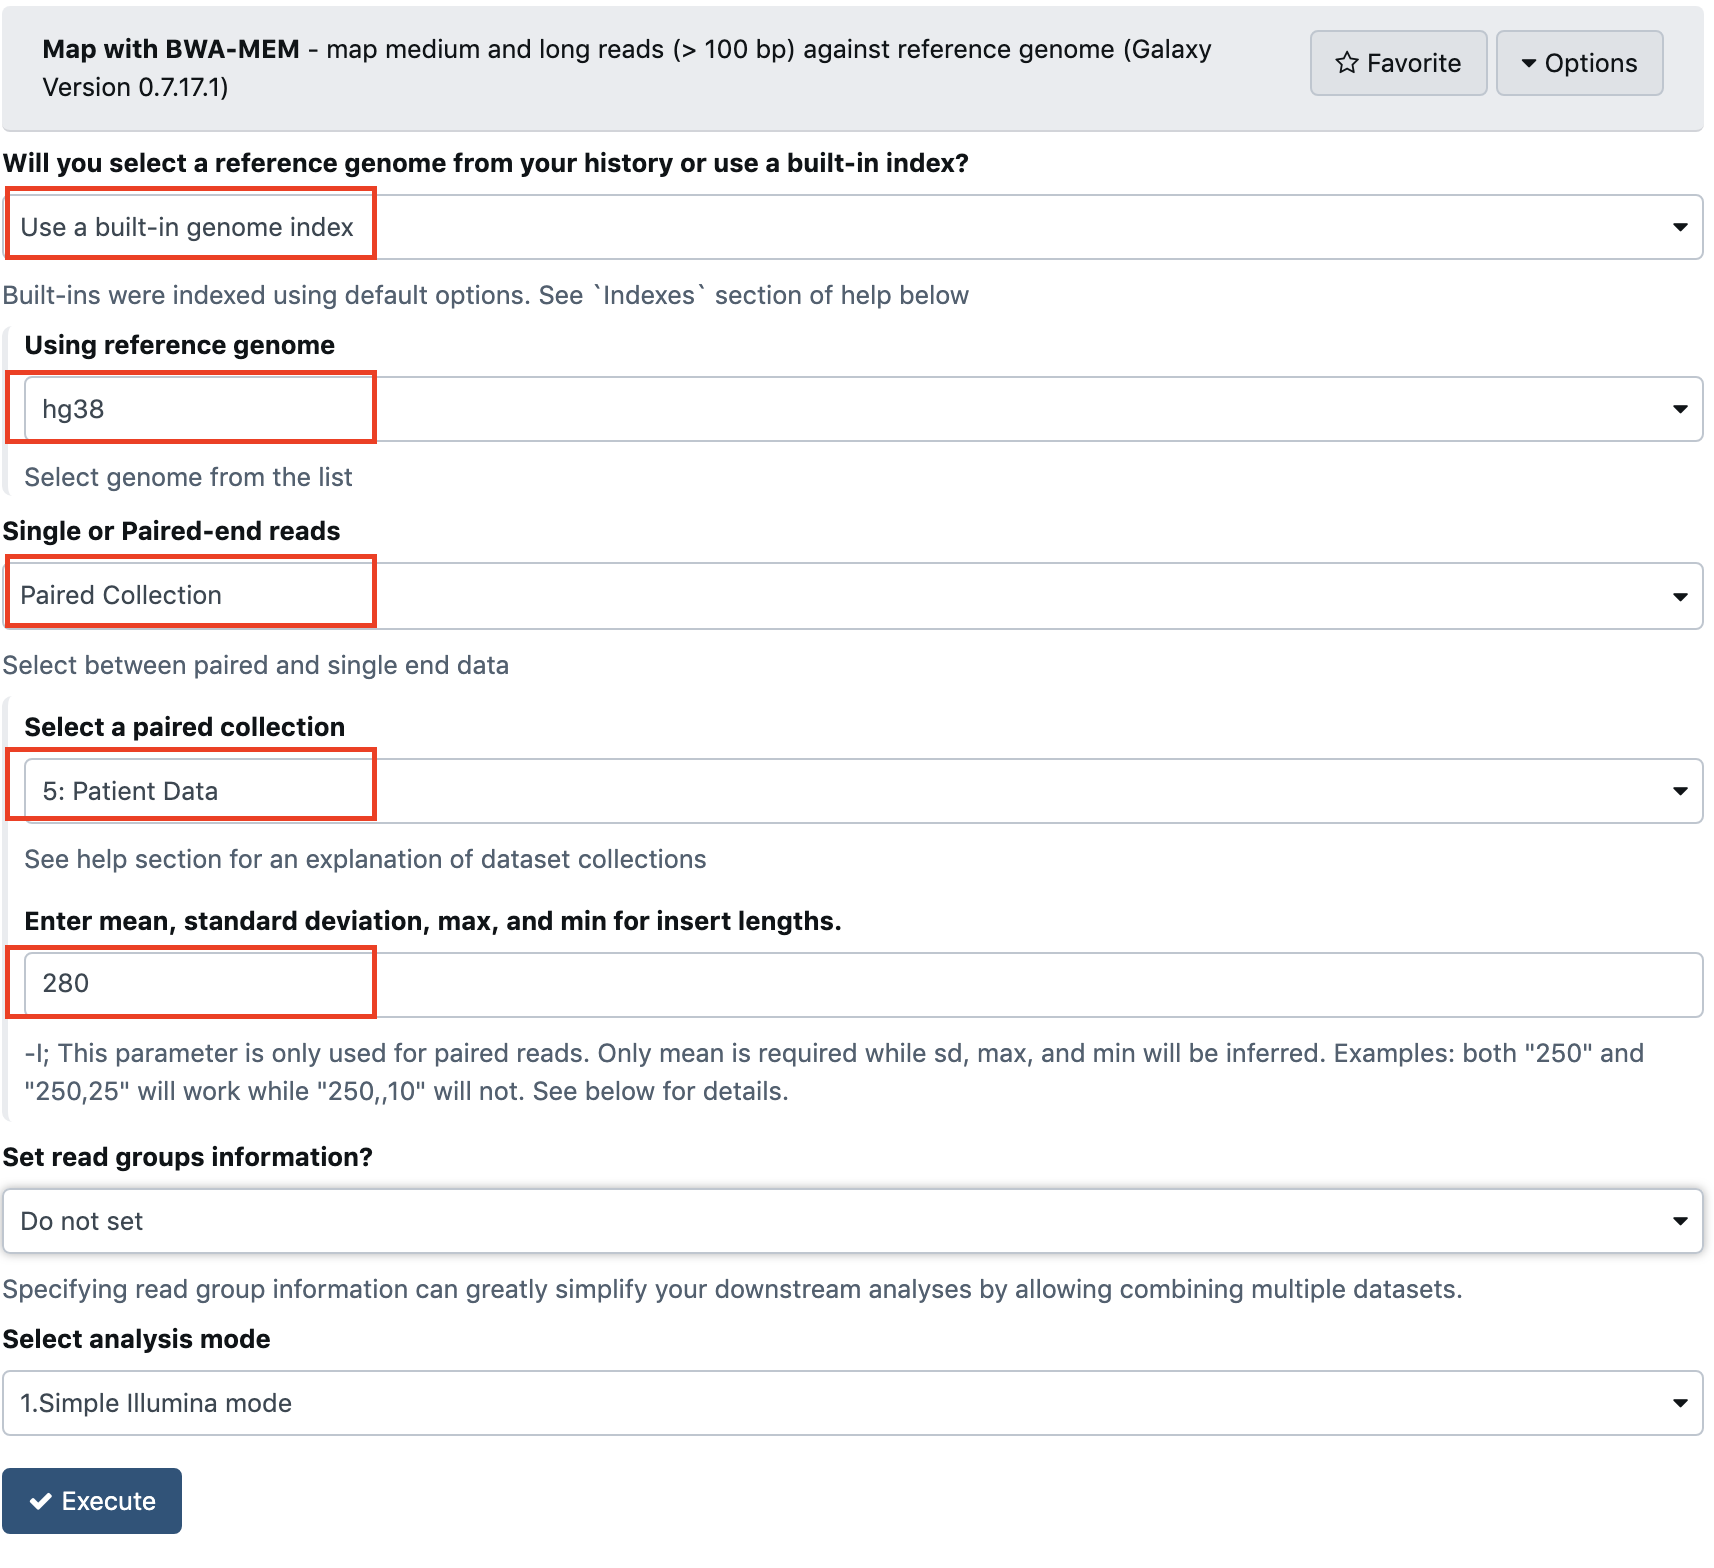 Map with BWA-MEM - map medium and long reads (> 100 bp) against reference genome (Galaxy
Version 0.7.17.1)
Favorite
Options
Will you select a reference genome from your history or use a built-in index?
Use a built-in genome index
Built-ins were indexed using default options. See `Indexes` section of help below
Using reference genome
hg38
Select genome from the list
Single or Paired-end reads
Paired Collection
Select between paired and single end data
Select a paired collection
5: Patient Data
See help section for an explanation of dataset collections
Enter mean, standard deviation, max, and min for insert lengths.
280
-I; This parameter is only used for paired reads. Only mean is required while sd, max, and min will be inferred. Examples: both "250" and
"250,25" will work while "250,,10" will not. See below for details.
Set read groups information?
Do not set
Specifying read group information can greatly simplify your downstream analyses by allowing combining multiple datasets.
Select analysis mode
1.Simple Illumina mode
Execute